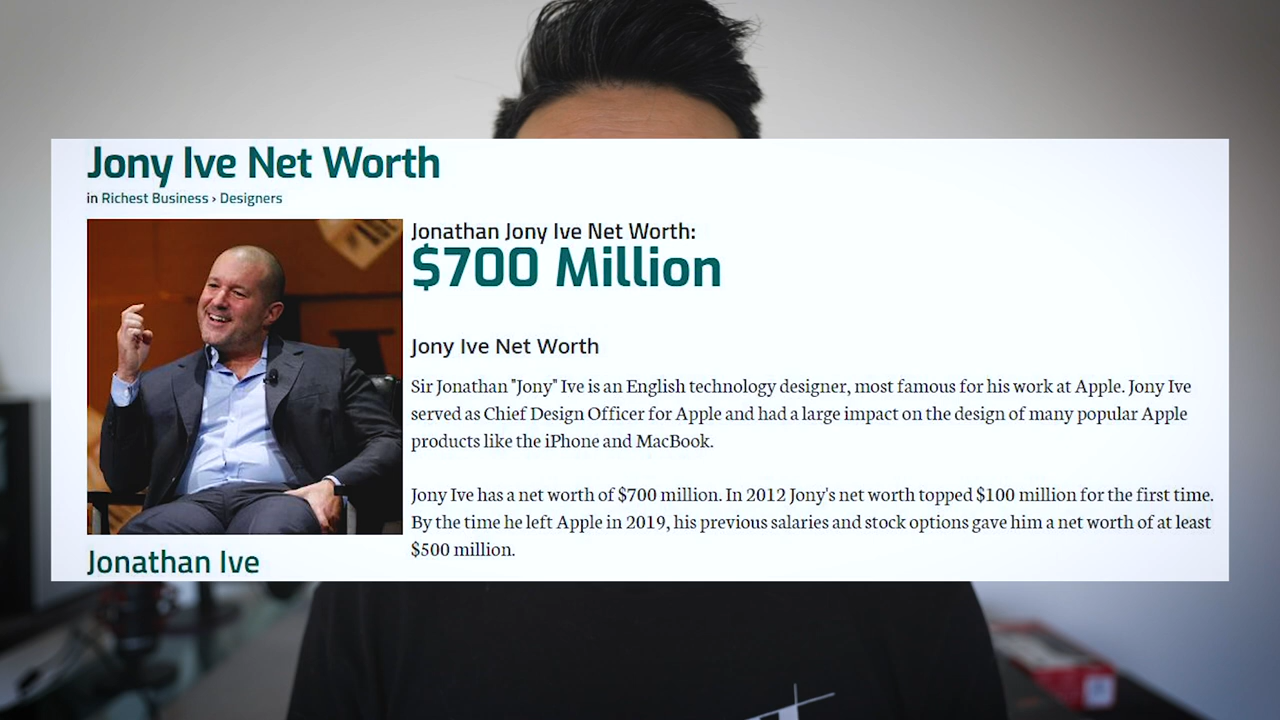 Jony Ive Net Worth
in Richest Business › Designers
Jonathan Jony Ive Net Worth:
$700 Million
Jony Ive Net Worth
Sir Jonathan "Jony" Ive is an English technology designer, most famous for his work at Apple. Jony Ive
served as Chief Design Officer for Apple and had a large impact on the design of many popular Apple
products like the iPhone and MacBook.
Jony Ive has a net worth of $700 million. In 2012 Jony's net worth topped $100 million for the first time.
By the time he left Apple in 2019, his previous salaries and stock options gave him a net worth of at least
$500 million.
Jonathan Ive